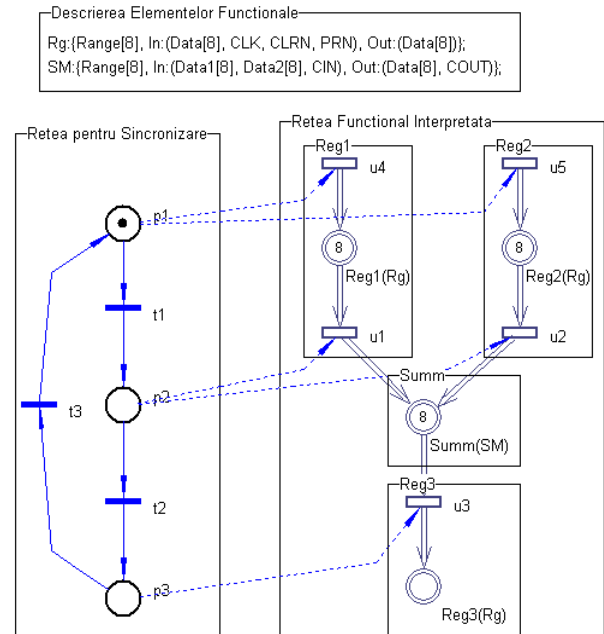 Descrierea Elementelor Functionale
Rg:{Range[8], In:(Data[8], CLK, CLRN, PRN), Out:(Data[8])};
SM:{Range[8], In:(Data1[8], Data2[8], CIN), Out:(Data[8], COUT)};
Retea pentru Sincronizare
p1
t1
p2
t3
t2
p3
Retea Functional Interpretata
Reg1
u4
8
Reg1(Rg)
u1
Reg2
u5
8
Reg2(Rg)
u2
Summ
8
Summ(SM)
Reg3
u3
Reg3(Rg)